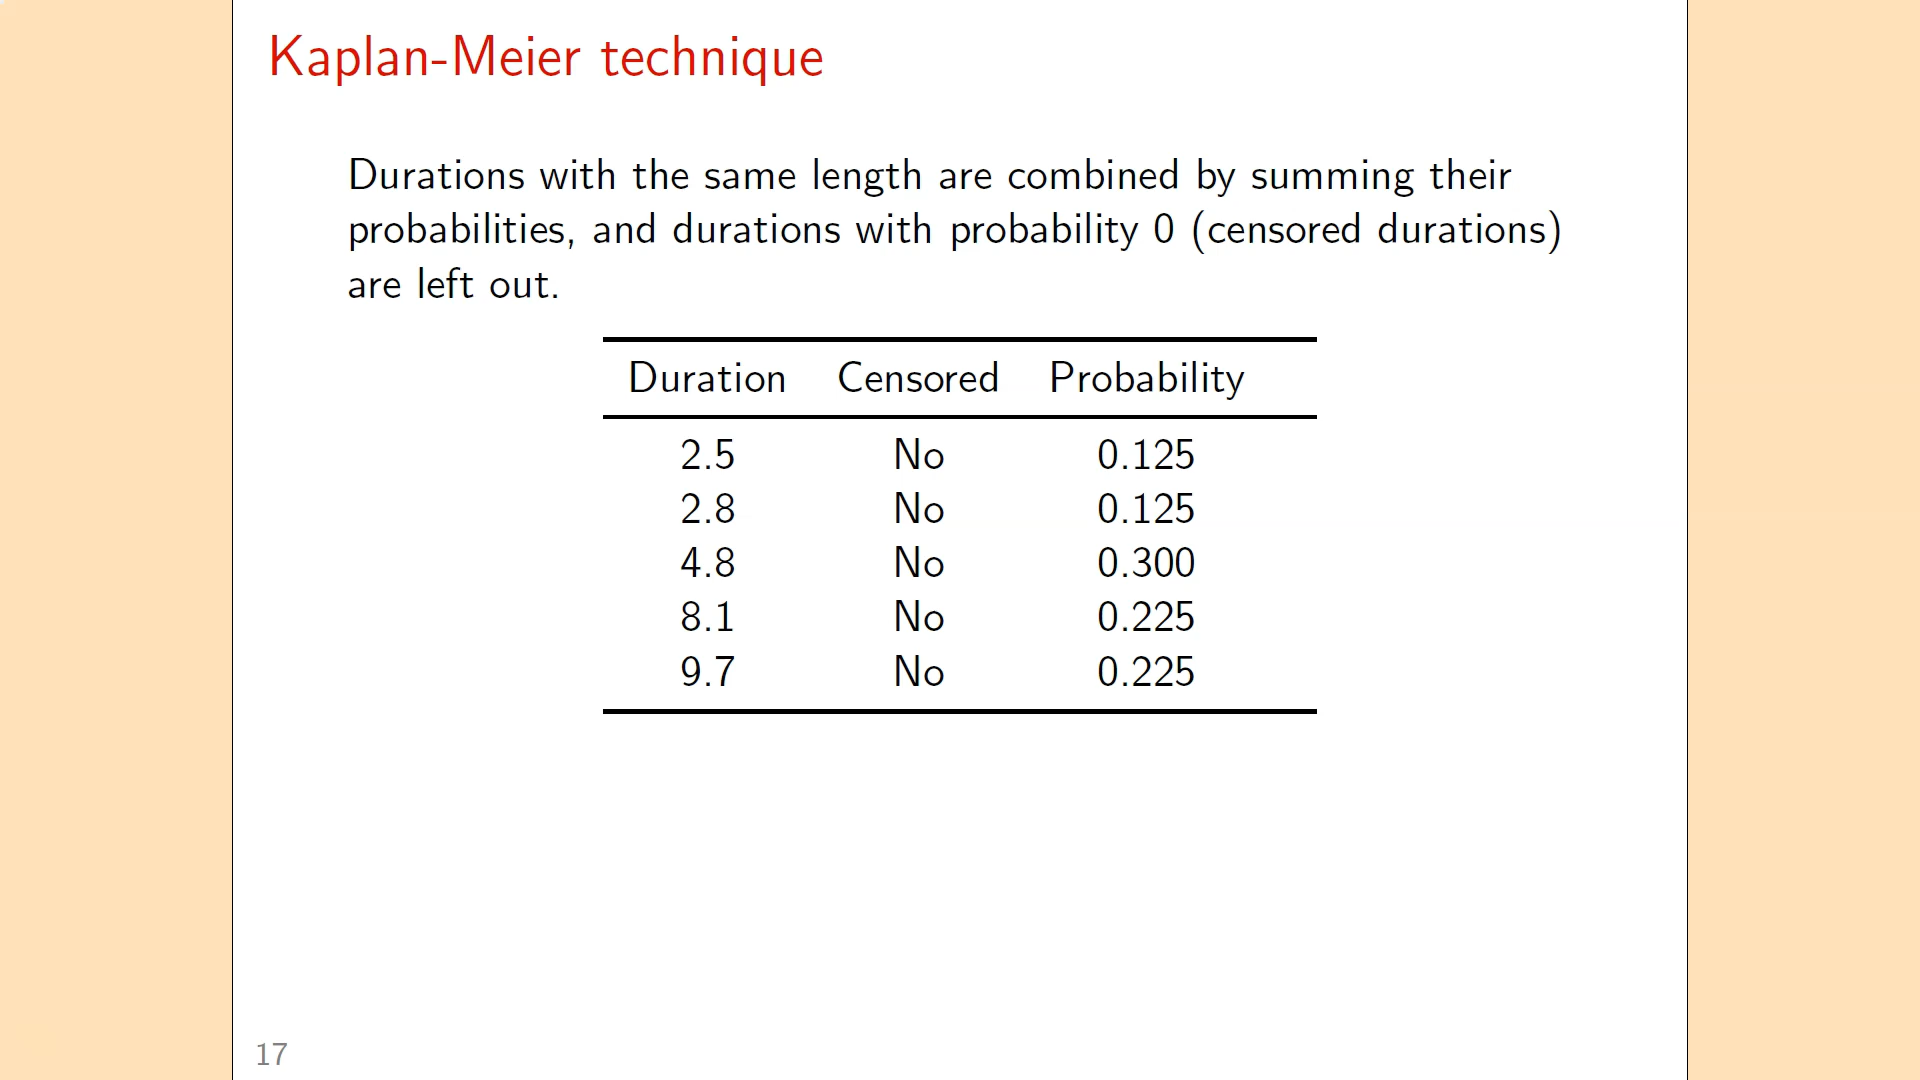 Kaplan-Meier technique
Durations with the same length are combined by summing their
probabilities, and durations with probability 0 (censored durations)
are left out.
Duration Censored Probability
2.5 No 0.125
2.8 No 0.125
4.8 No 0.300
8.1 No 0.225
9.7 No 0.225
17